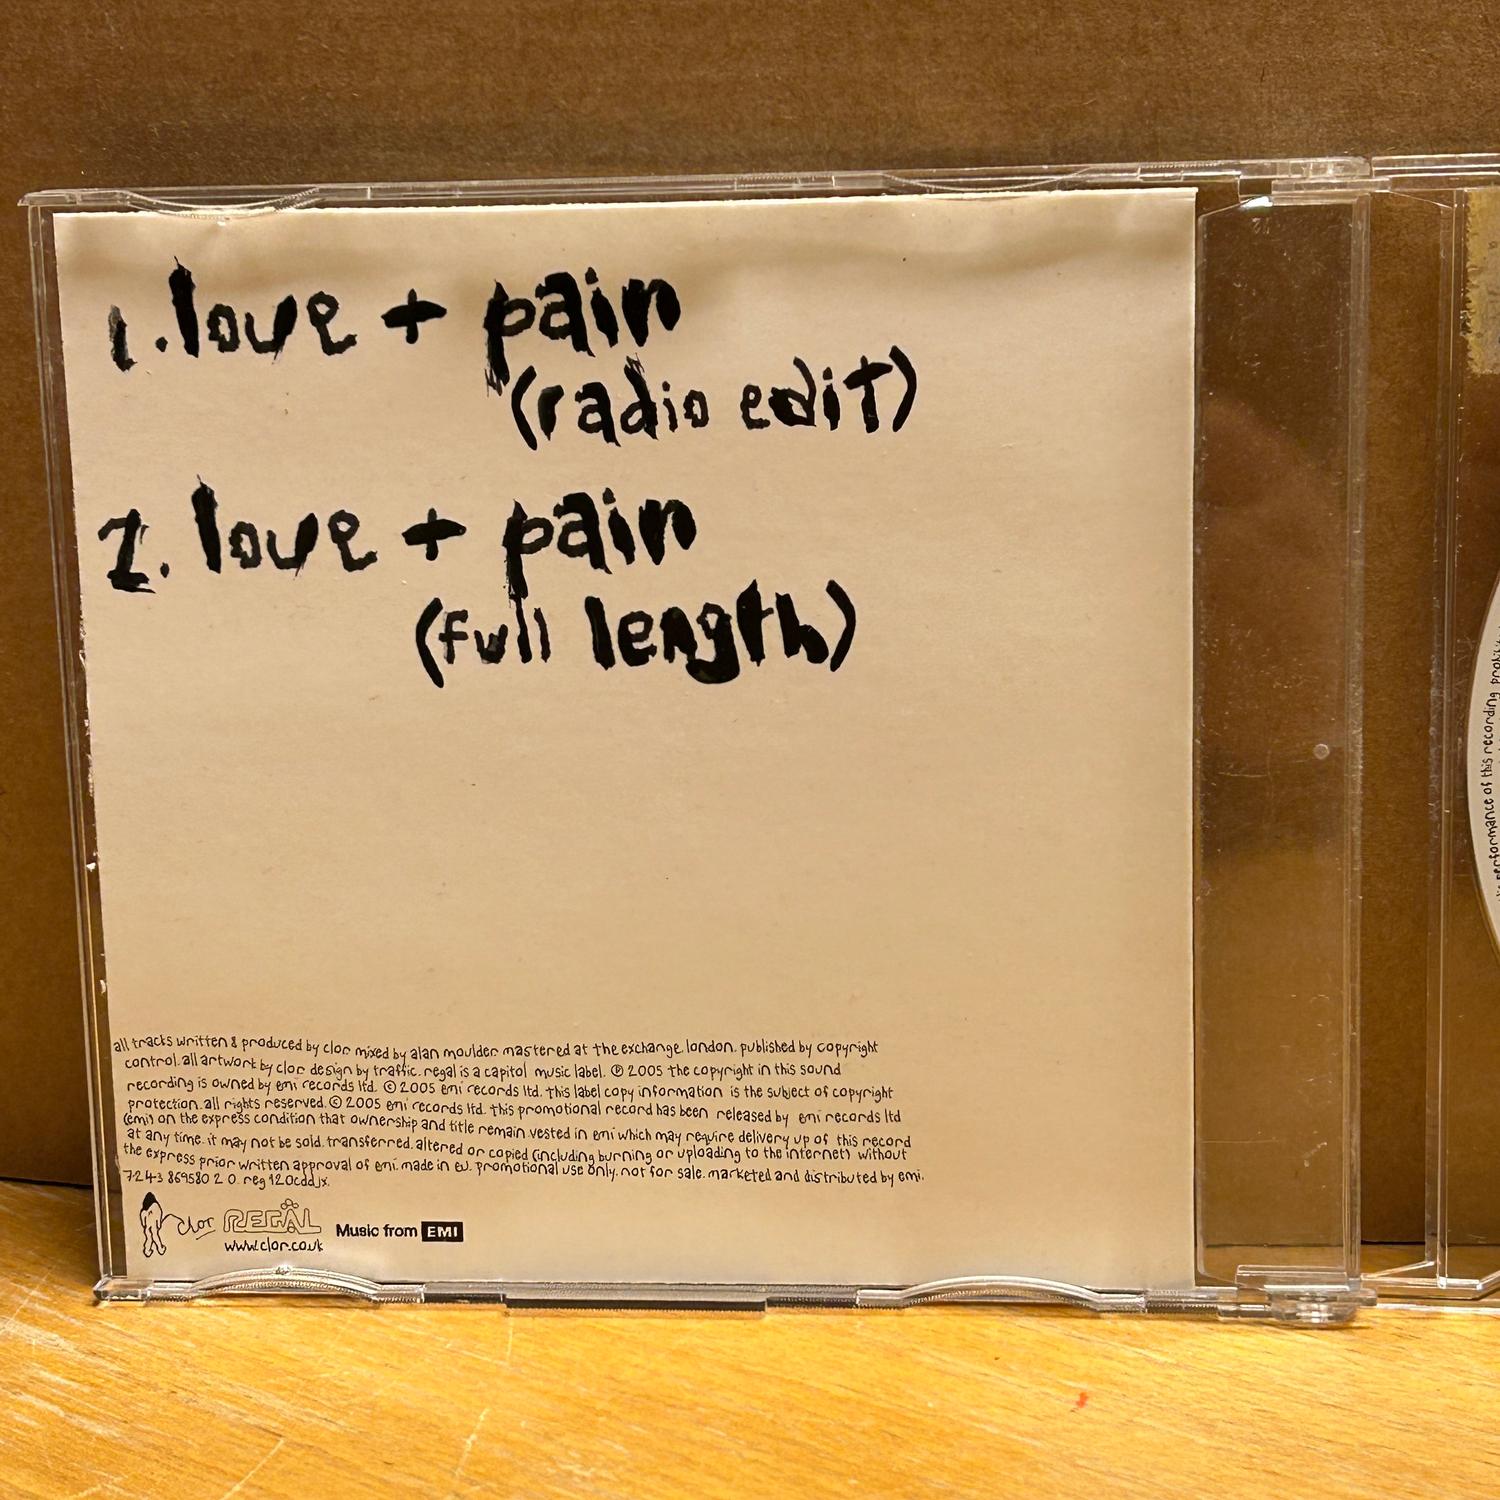 1. love + pain
(radio edit)
2. love + pain
(full length)
all tracks written & produced by clor. mixed by alan moulder. mastered at the exchange. london. published by copyright
control. all artwork by clor. design by traffic. regal is a capitol music label. ℗ 2005 the copyright in this sound
recording is owned by emi records ltd. © 2005 emi records ltd. this label copy information is the subject of copyright
protection. all rights reserved. © 2005 emi records ltd. this promotional record has been released by emi records ltd
(emi) on the express condition that ownership and title remain vested in emi which may require delivery up of this record
at any time. it may not be sold. transferred. altered or copied (including burning or uploading to the internet) without
the express prior written approval of emi. made in eu. promotional use only. not for sale. marketed and distributed by emi.
7243 869580 2 0. reg120cddjx.
clor REGAL Music from EMI
www.clor.co.uk
performance of this recording